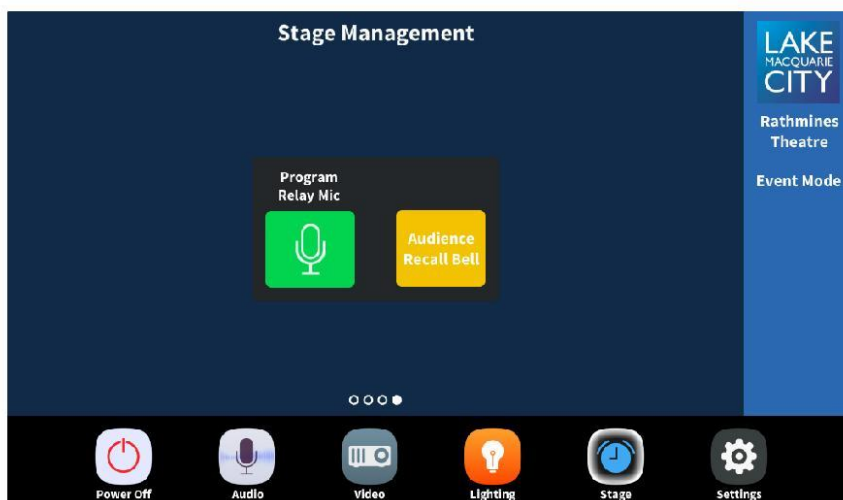 Stage Management
LAKE
MACQUARIE
CITY
Rathmines
Theatre
Event Mode
Program
Relay Mic
Audience
Recall Bell
Power Off
Audio
Video
Lighting
Stage
Settings